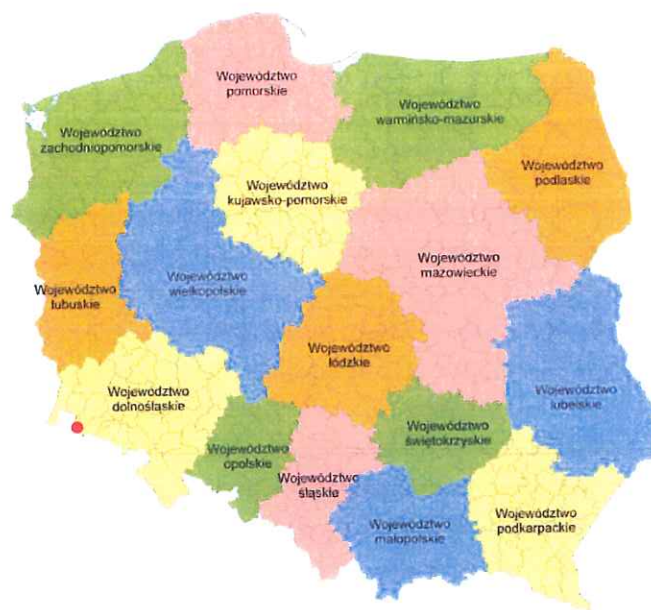 Województwo
pomorskie
Województwo
warmińsko-mazurskie
Województwo
zachodniopomorskie
Województwo
podlaskie
Województwo
kujawsko-pomorskie
Województwo
mazowieckie
Województwo
wielkopolskie
Województwo
lubuskie
Województwo
łódzkie
Województwo
dolnośląskie
Województwo
lubelskie
Województwo
świętokrzyskie
Województwo
opolskie
Województwo
śląskie
Województwo
podkarpackie
Województwo
małopolskie